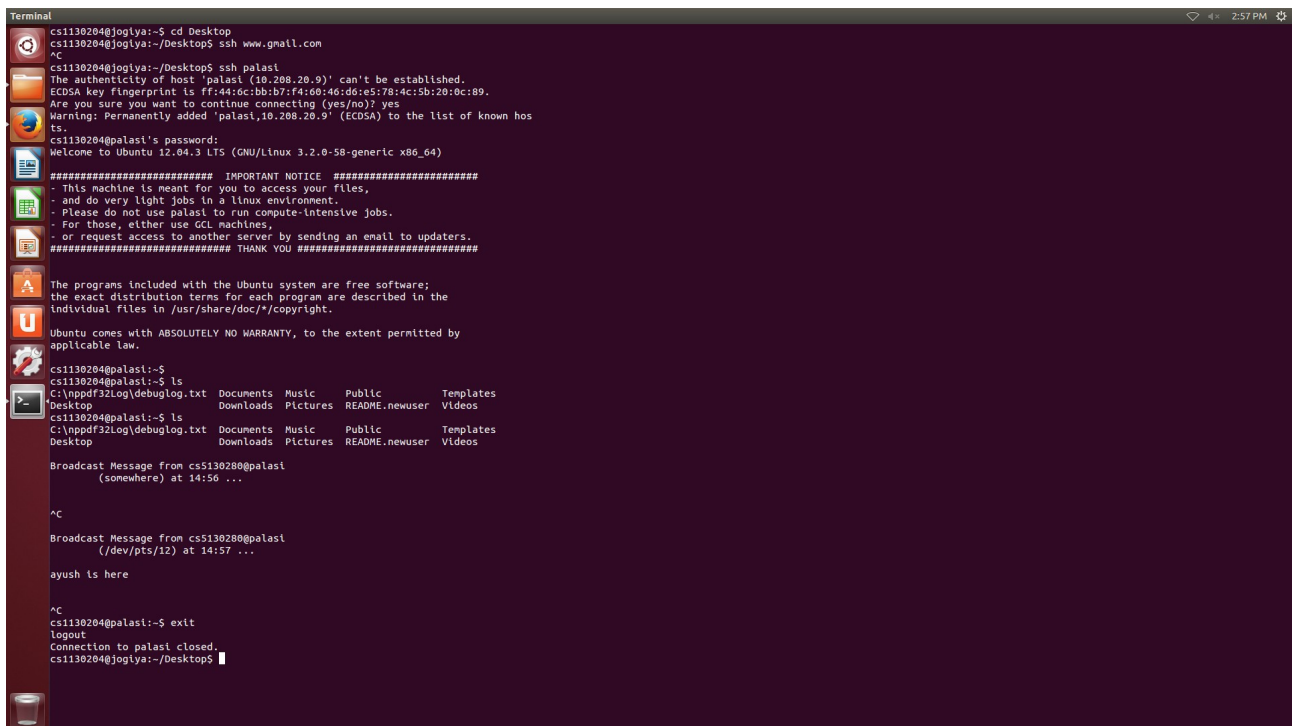 Terminal
2:57 PM
cs1130204@jogiya:~$ cd Desktop
cs1130204@jogiya:~/Desktop$ ssh www.gmail.com
^C
cs1130204@jogiya:~/Desktop$ ssh palasi
The authenticity of host 'palasi (10.208.20.9)' can't be established.
ECDSA key fingerprint is ff:44:6c:bb:b7:f4:60:46:d6:e5:78:4c:5b:20:0c:89.
Are you sure you want to continue connecting (yes/no)? yes
Warning: Permanently added 'palasi,10.208.20.9' (ECDSA) to the list of known hos
ts.
cs1130204@palasi's password:
Welcome to Ubuntu 12.04.3 LTS (GNU/Linux 3.2.0-58-generic x86_64)
########################### IMPORTANT NOTICE ########################
- This machine is meant for you to access your files,
- and do very light jobs in a linux environment.
- Please do not use palasi to run compute-intensive jobs.
- For those, either use GCL machines,
- or request access to another server by sending an email to updaters.
############################## THANK YOU ##############################
The programs included with the Ubuntu system are free software;
the exact distribution terms for each program are described in the
individual files in /usr/share/doc/*/copyright.
Ubuntu comes with ABSOLUTELY NO WARRANTY, to the extent permitted by
applicable law.
cs1130204@palasi:~$
cs1130204@palasi:~$ ls
C:\nppdf32Log\debuglog.txt Documents Music Public Templates
Desktop Downloads Pictures README.newuser Videos
cs1130204@palasi:~$ ls
C:\nppdf32Log\debuglog.txt Documents Music Public Templates
Desktop Downloads Pictures README.newuser Videos
Broadcast Message from cs5130280@palasi
(somewhere) at 14:56 ...
^C
Broadcast Message from cs5130280@palasi
(/dev/pts/12) at 14:57 ...
ayush is here
^C
cs1130204@palasi:~$ exit
logout
Connection to palasi closed.
cs1130204@jogiya:~/Desktop$